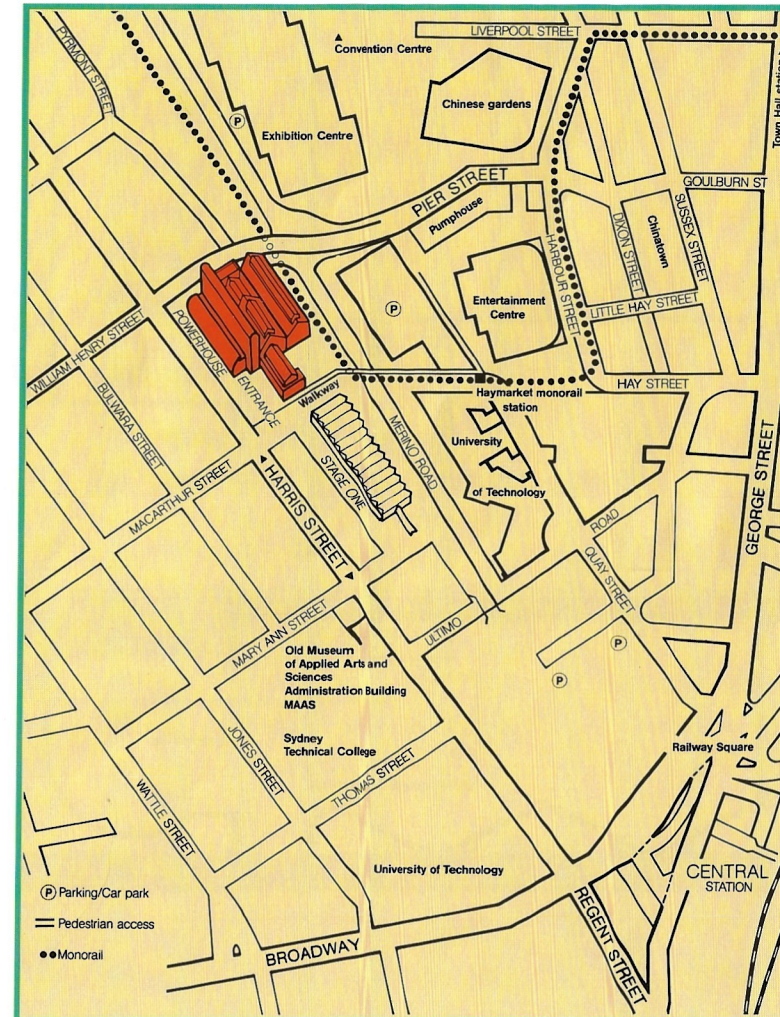 LIVERPOOL STREET
Convention Centre
PYRMONT STREET
Chinese gardens
Town Hall station
P
Exhibition Centre
PIER STREET
GOULBURN ST
Pumphouse
SUSSEX STREET
DIXON STREET
Chinatown
HARBOUR STREET
Entertainment
Centre
LITTLE HAY STREET
P
WILLIAM HENRY STREET
POWERHOUSE
ENTRANCE
HAY STREET
Walkway
Haymarket monorail
station
BULWARA STREET
MERINO ROAD
University
of Technology
STAGE ONE
MACARTHUR STREET
HARRIS STREET
GEORGE STREET
ROAD
QUAY STREET
ULTIMO
MARY ANN STREET
P
P
Old Museum
of Applied Arts and
Sciences
Administration Building
MAAS
Sydney
Technical College
JONES STREET
THOMAS STREET
WATTLE STREET
Railway Square
University of Technology
CENTRAL
STATION
REGENT STREET
BROADWAY
P Parking/Car park
Pedestrian access
Monorail